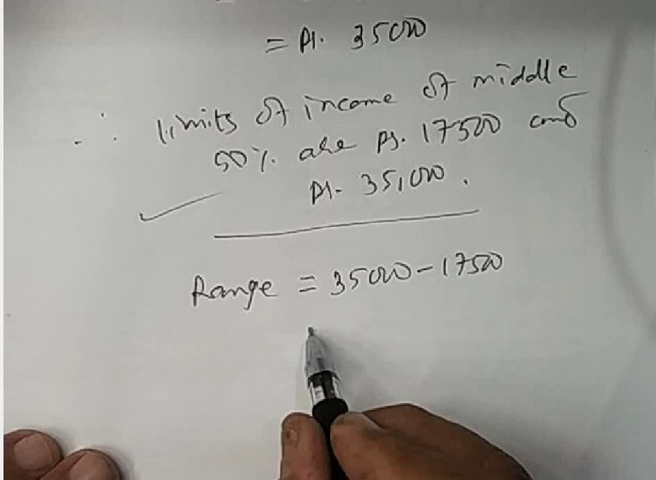 = Rs. 35000
∴ limits of income of middle
50% are Rs. 17500 and
Rs. 35,000.
Range = 35000 - 17500